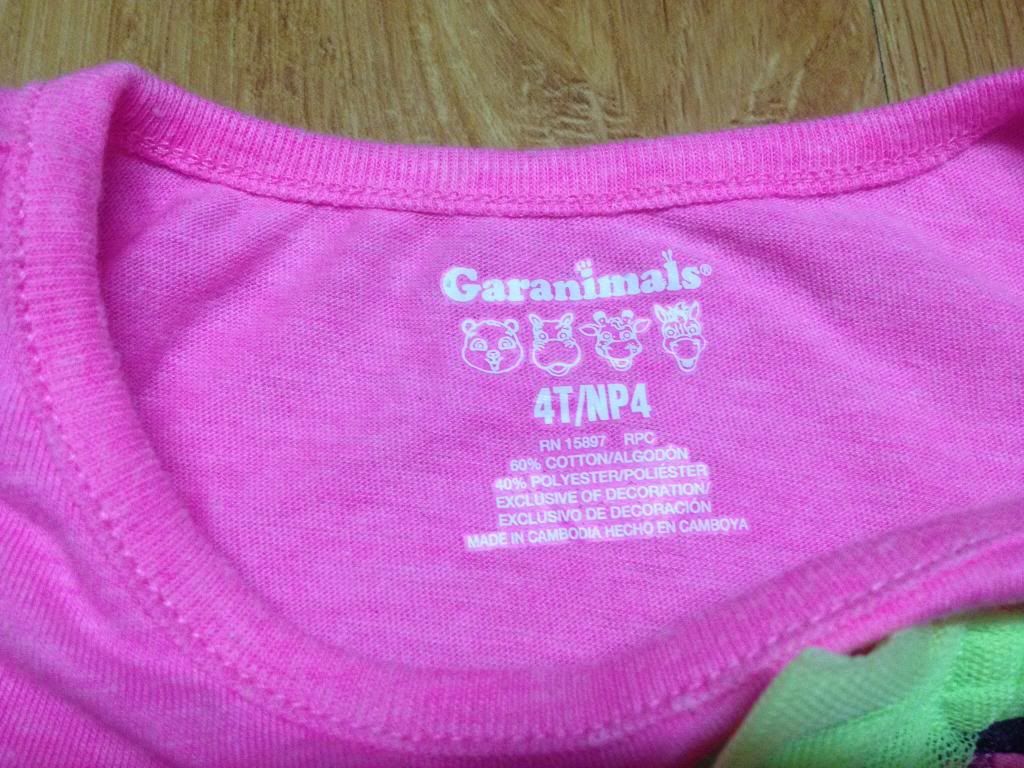 Garanimals®
4T/NP4
RN 15897 RPC
60% COTTON/ALGODÓN
40% POLYESTER/POLIÉSTER
EXCLUSIVE OF DECORATION/
EXCLUSIVO DE DECORACIÓN
MADE IN CAMBODIA HECHO EN CAMBOYA